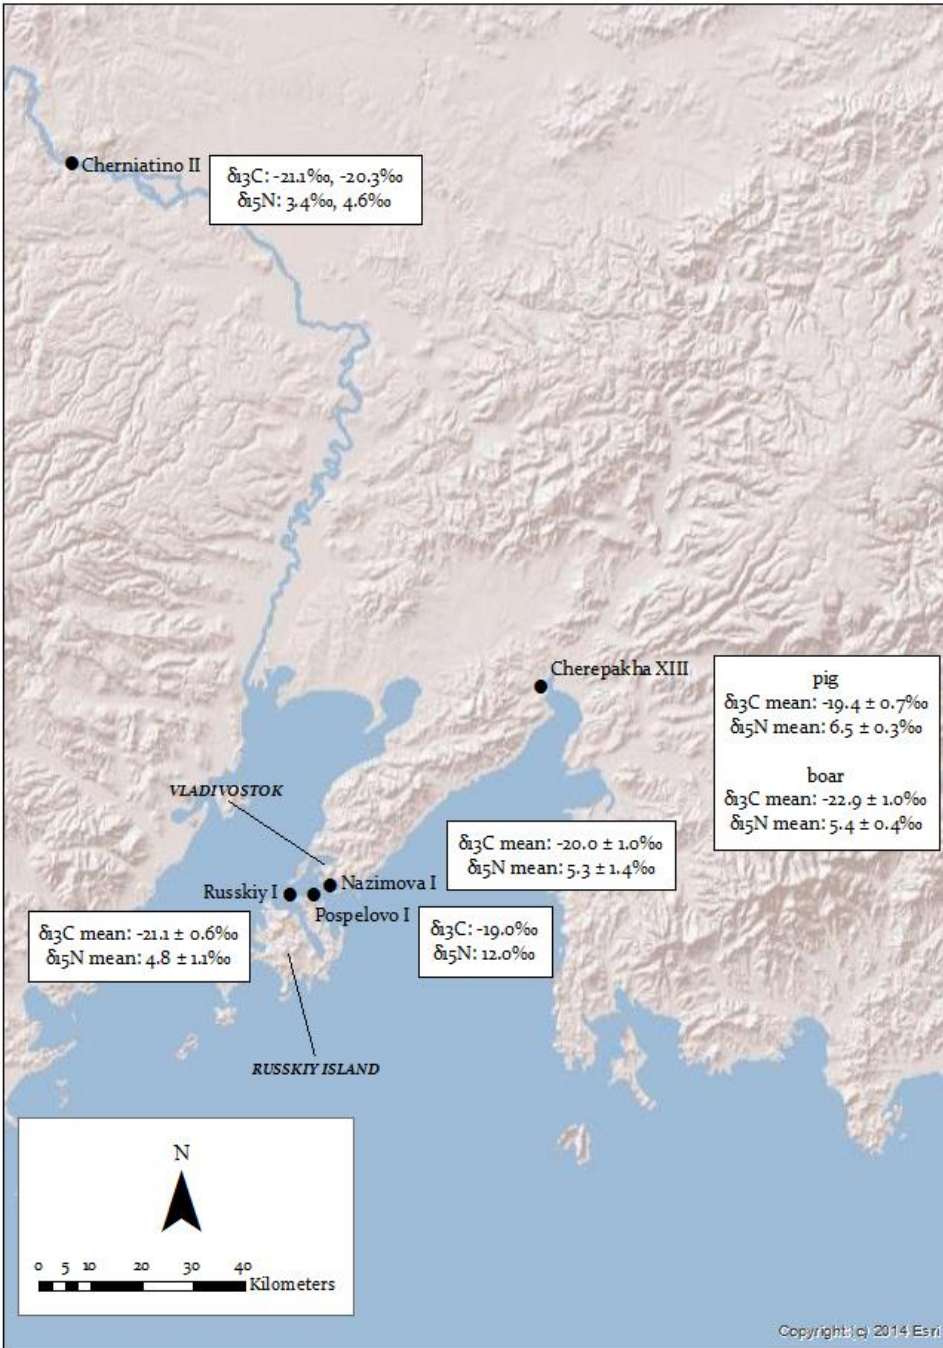 Cherniatino II
δ13C: -21.1‰, -20.3‰
δ15N: 3.4‰, 4.6‰
Cherepakha XIII
pig
δ13C mean: -19.4 ± 0.7‰
δ15N mean: 6.5 ± 0.3‰
boar
δ13C mean: -22.9 ± 1.0‰
δ15N mean: 5.4 ± 0.4‰
VLADIVOSTOK
δ13C mean: -20.0 ± 1.0‰
δ15N mean: 5.3 ± 1.4‰
Nazimova I
Russkiy I
Pospelovo I
δ13C: -19.0‰
δ15N: 12.0‰
δ13C mean: -21.1 ± 0.6‰
δ15N mean: 4.8 ± 1.1‰
RUSSKIY ISLAND
N
0 5 10 20 30 40
Kilometers
Copyright:(c) 2014 Esri